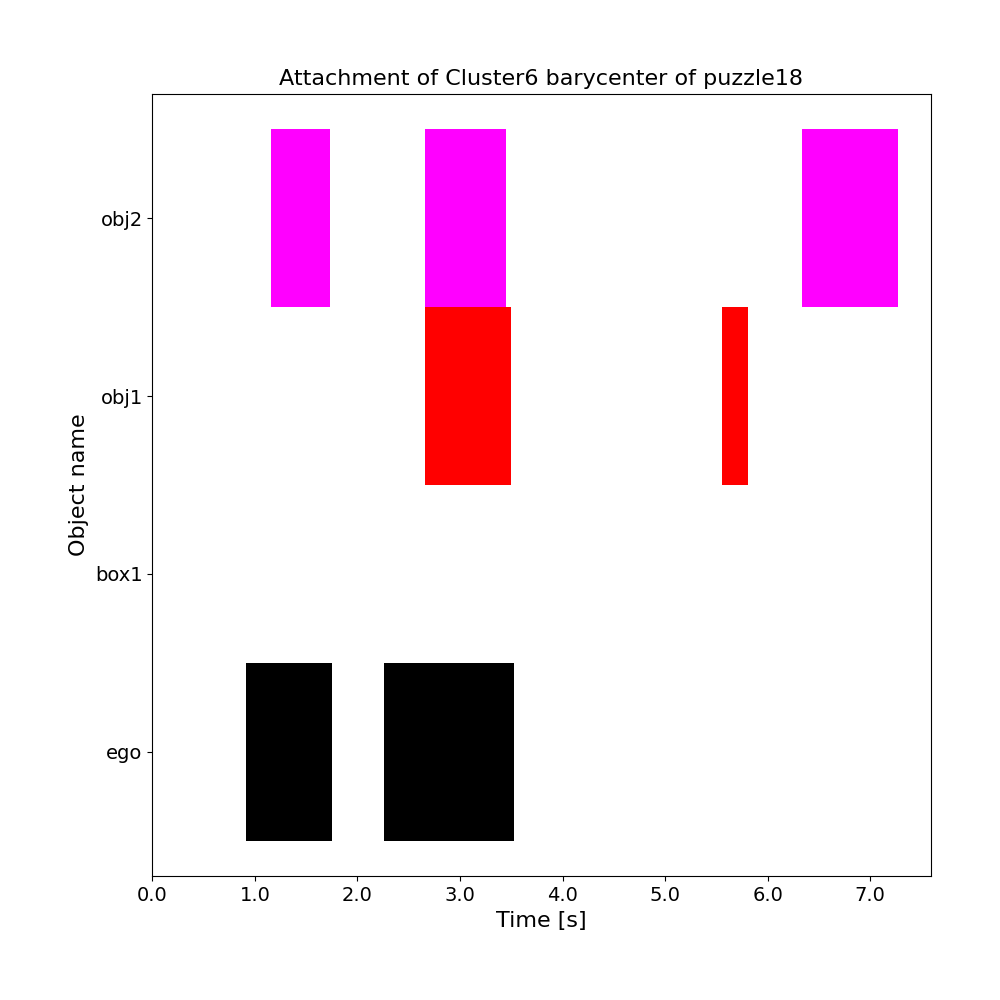 Attachment of Cluster6 barycenter of puzzle18
obj2
obj1
box1
ego
Object name
0.0 1.0 2.0 3.0 4.0 5.0 6.0 7.0
Time [s]